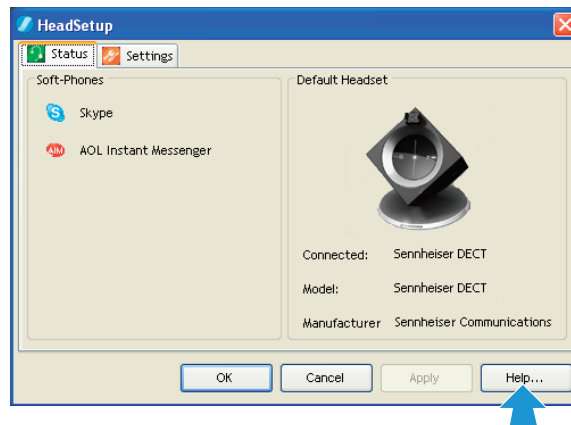 HeadSetup
Status Settings
Soft-Phones
Skype
AOL Instant Messenger
Default Headset
Connected: Sennheiser DECT
Model: Sennheiser DECT
Manufacturer Sennheiser Communications
OK Cancel Apply Help...